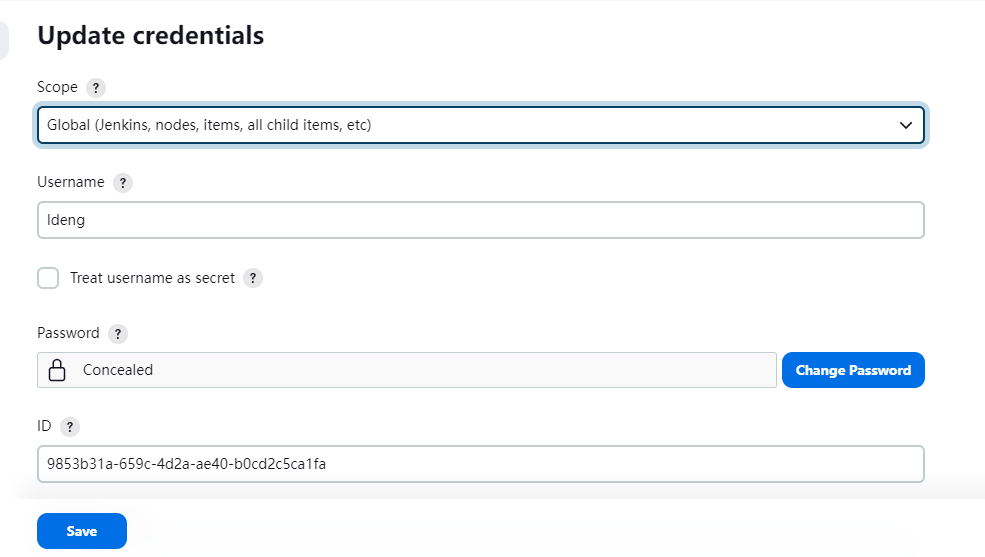 Update credentials
Scope ?
Global (Jenkins, nodes, items, all child items, etc)
Username ?
ldeng
Treat username as secret ?
Password ?
Concealed
Change Password
ID ?
9853b31a-659c-4d2a-ae40-b0cd2c5ca1fa
Save